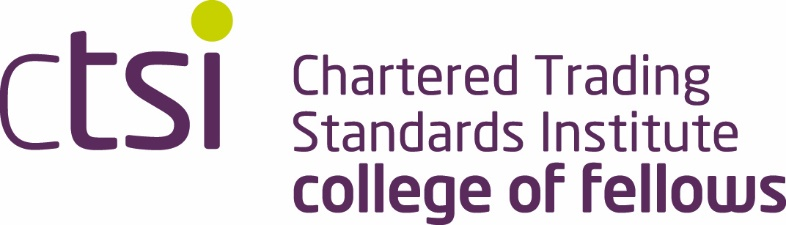 ctsi
Chartered Trading
Standards Institute
college of fellows